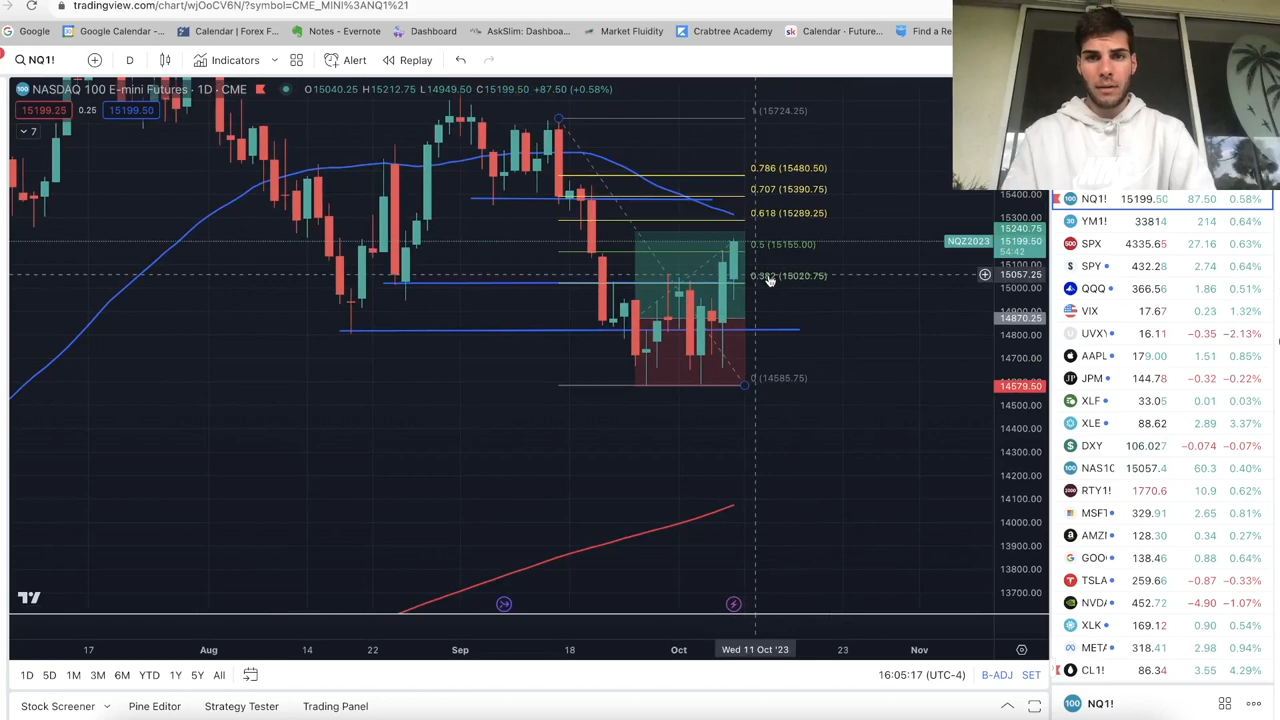 tradingview.com/chart/wjOoCV6N/?symbol=CME_MINI%3ANQ1%21
Google
Google Calendar -...
Calendar | Forex F...
Notes - Evernote
Dashboard
AskSlim: Dashboa...
Market Fluidity
Crabtree Academy
Calendar · Future...
Find a Re
NQ1!
D
Indicators
Alert
Replay
NASDAQ 100 E-mini Futures · 1D · CME
O15040.25 H15212.75 L14949.50 C15199.50 +87.50 (+0.58%)
15199.25 0.25 15199.50
7
1 (15724.25)
0.786 (15480.50)
0.707 (15390.75)
0.618 (15289.25)
0.5 (15155.00)
0.382 (15020.75)
0 (14585.75)
15400.00
15300.00
15240.75
NQZ2023 15199.50
54:42
15100.00
15057.25
15000.00
14870.25
14800.00
14700.00
14579.50
14500.00
14400.00
14300.00
14200.00
14100.00
14000.00
13900.00
13800.00
13700.00
17
Aug
14
22
Sep
18
Oct
Wed 11 Oct '23
23
Nov
1D 5D 1M 3M 6M YTD 1Y 5Y All
16:05:17 (UTC-4)
B-ADJ SET
Stock Screener
Pine Editor
Strategy Tester
Trading Panel
NQ1! 15199.50 87.50 0.58%
YM1! 33814 214 0.64%
SPX 4335.65 27.16 0.63%
SPY 432.28 2.74 0.64%
QQQ 366.56 1.86 0.51%
VIX 17.67 0.23 1.32%
UVXY 16.11 −0.35 −2.13%
AAPL 179.00 1.51 0.85%
JPM 144.78 −0.32 −0.22%
XLF 33.05 0.01 0.03%
XLE 88.62 2.89 3.37%
DXY 106.027 −0.074 −0.07%
NAS10 15057.4 60.3 0.40%
RTY1! 1770.6 10.9 0.62%
MSFT 329.91 2.65 0.81%
AMZN 128.30 0.34 0.27%
GOO 138.46 0.88 0.64%
TSLA 259.66 −0.87 −0.33%
NVDA 452.72 −4.90 −1.07%
XLK 169.12 0.90 0.54%
META 318.41 2.98 0.94%
CL1! 86.34 3.55 4.29%
NQ1!